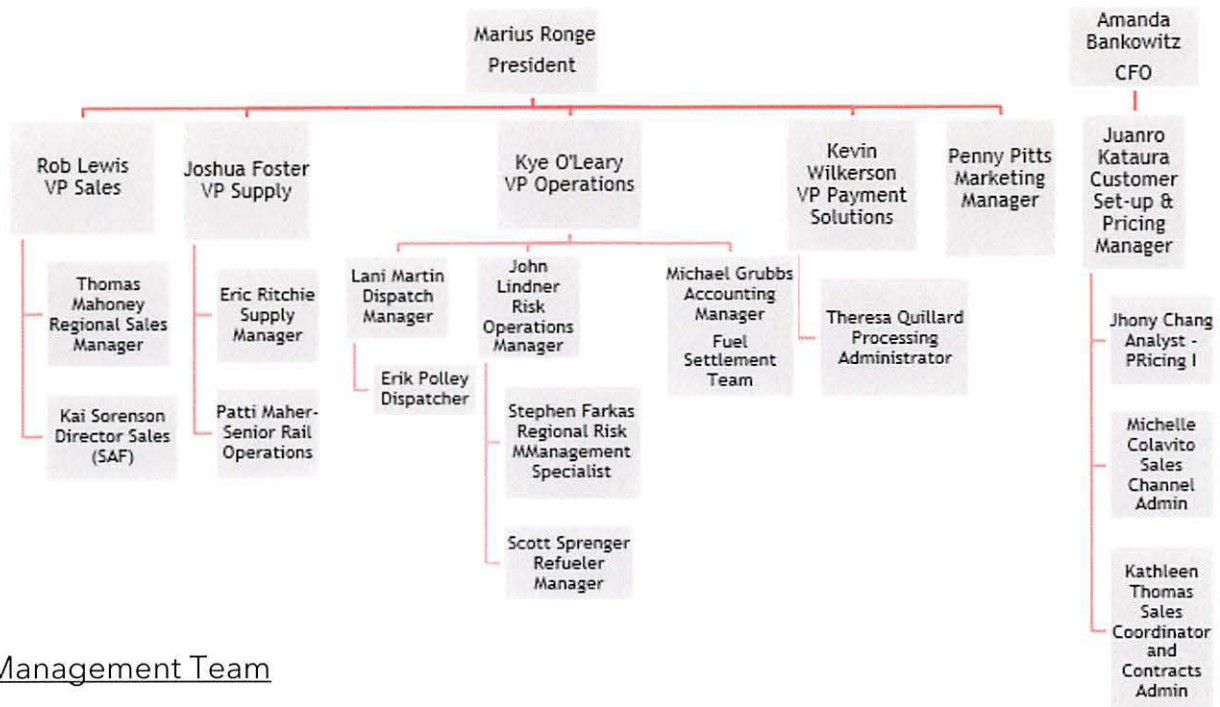 Marius Ronge
President
Amanda
Bankowitz
CFO
Rob Lewis
VP Sales
Joshua Foster
VP Supply
Kye O'Leary
VP Operations
Kevin
Wilkerson
VP Payment
Solutions
Penny Pitts
Marketing
Manager
Juanro
Kataura
Customer
Set-up &
Pricing
Manager
Thomas
Mahoney
Regional Sales
Manager
Kai Sorenson
Director Sales
(SAF)
Eric Ritchie
Supply
Manager
Patti Maher-
Senior Rail
Operations
Lani Martin
Dispatch
Manager
Erik Polley
Dispatcher
John
Lindner
Risk
Operations
Manager
Stephen Farkas
Regional Risk
MManagement
Specialist
Scott Sprenger
Refueler
Manager
Michael Grubbs
Accounting
Manager
Fuel
Settlement
Team
Theresa Quillard
Processing
Administrator
Jhony Chang
Analyst -
PRicing I
Michelle
Colavito
Sales
Channel
Admin
Kathleen
Thomas
Sales
Coordinator
and
Contracts
Admin
Management Team